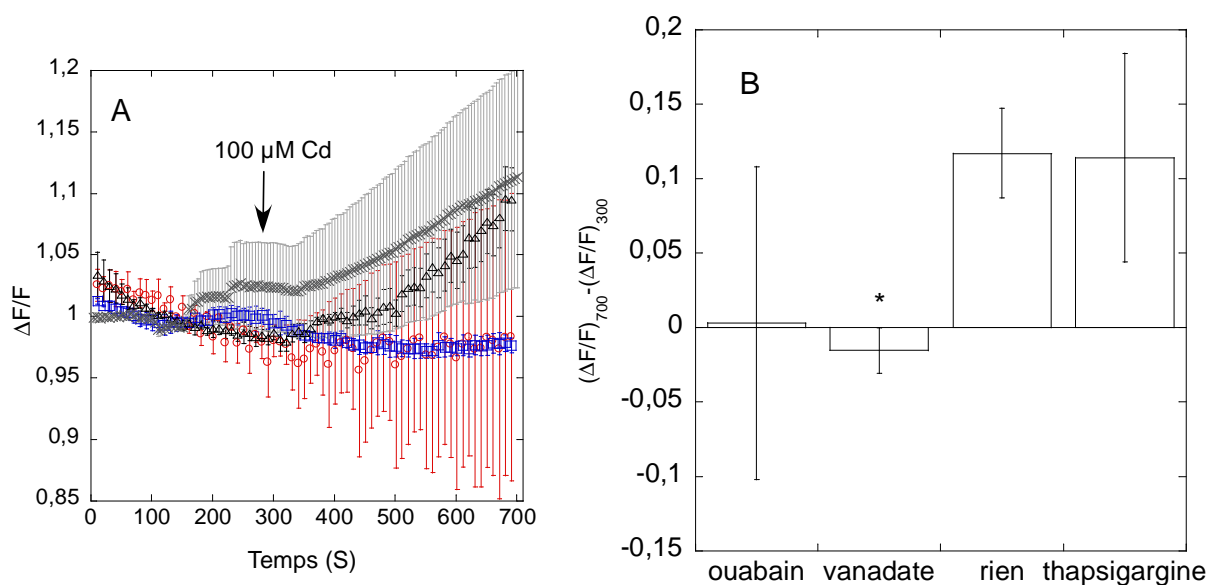 A
100 µM Cd
ΔF/F
1,2
1,15
1,1
1,05
1
0,95
0,9
0,85
0 100 200 300 400 500 600 700
Temps (S)
B
(ΔF/F)700-(ΔF/F)300
0,2
0,15
0,1
0,05
0
-0,05
-0,1
-0,15
*
ouabain vanadate rien thapsigargine